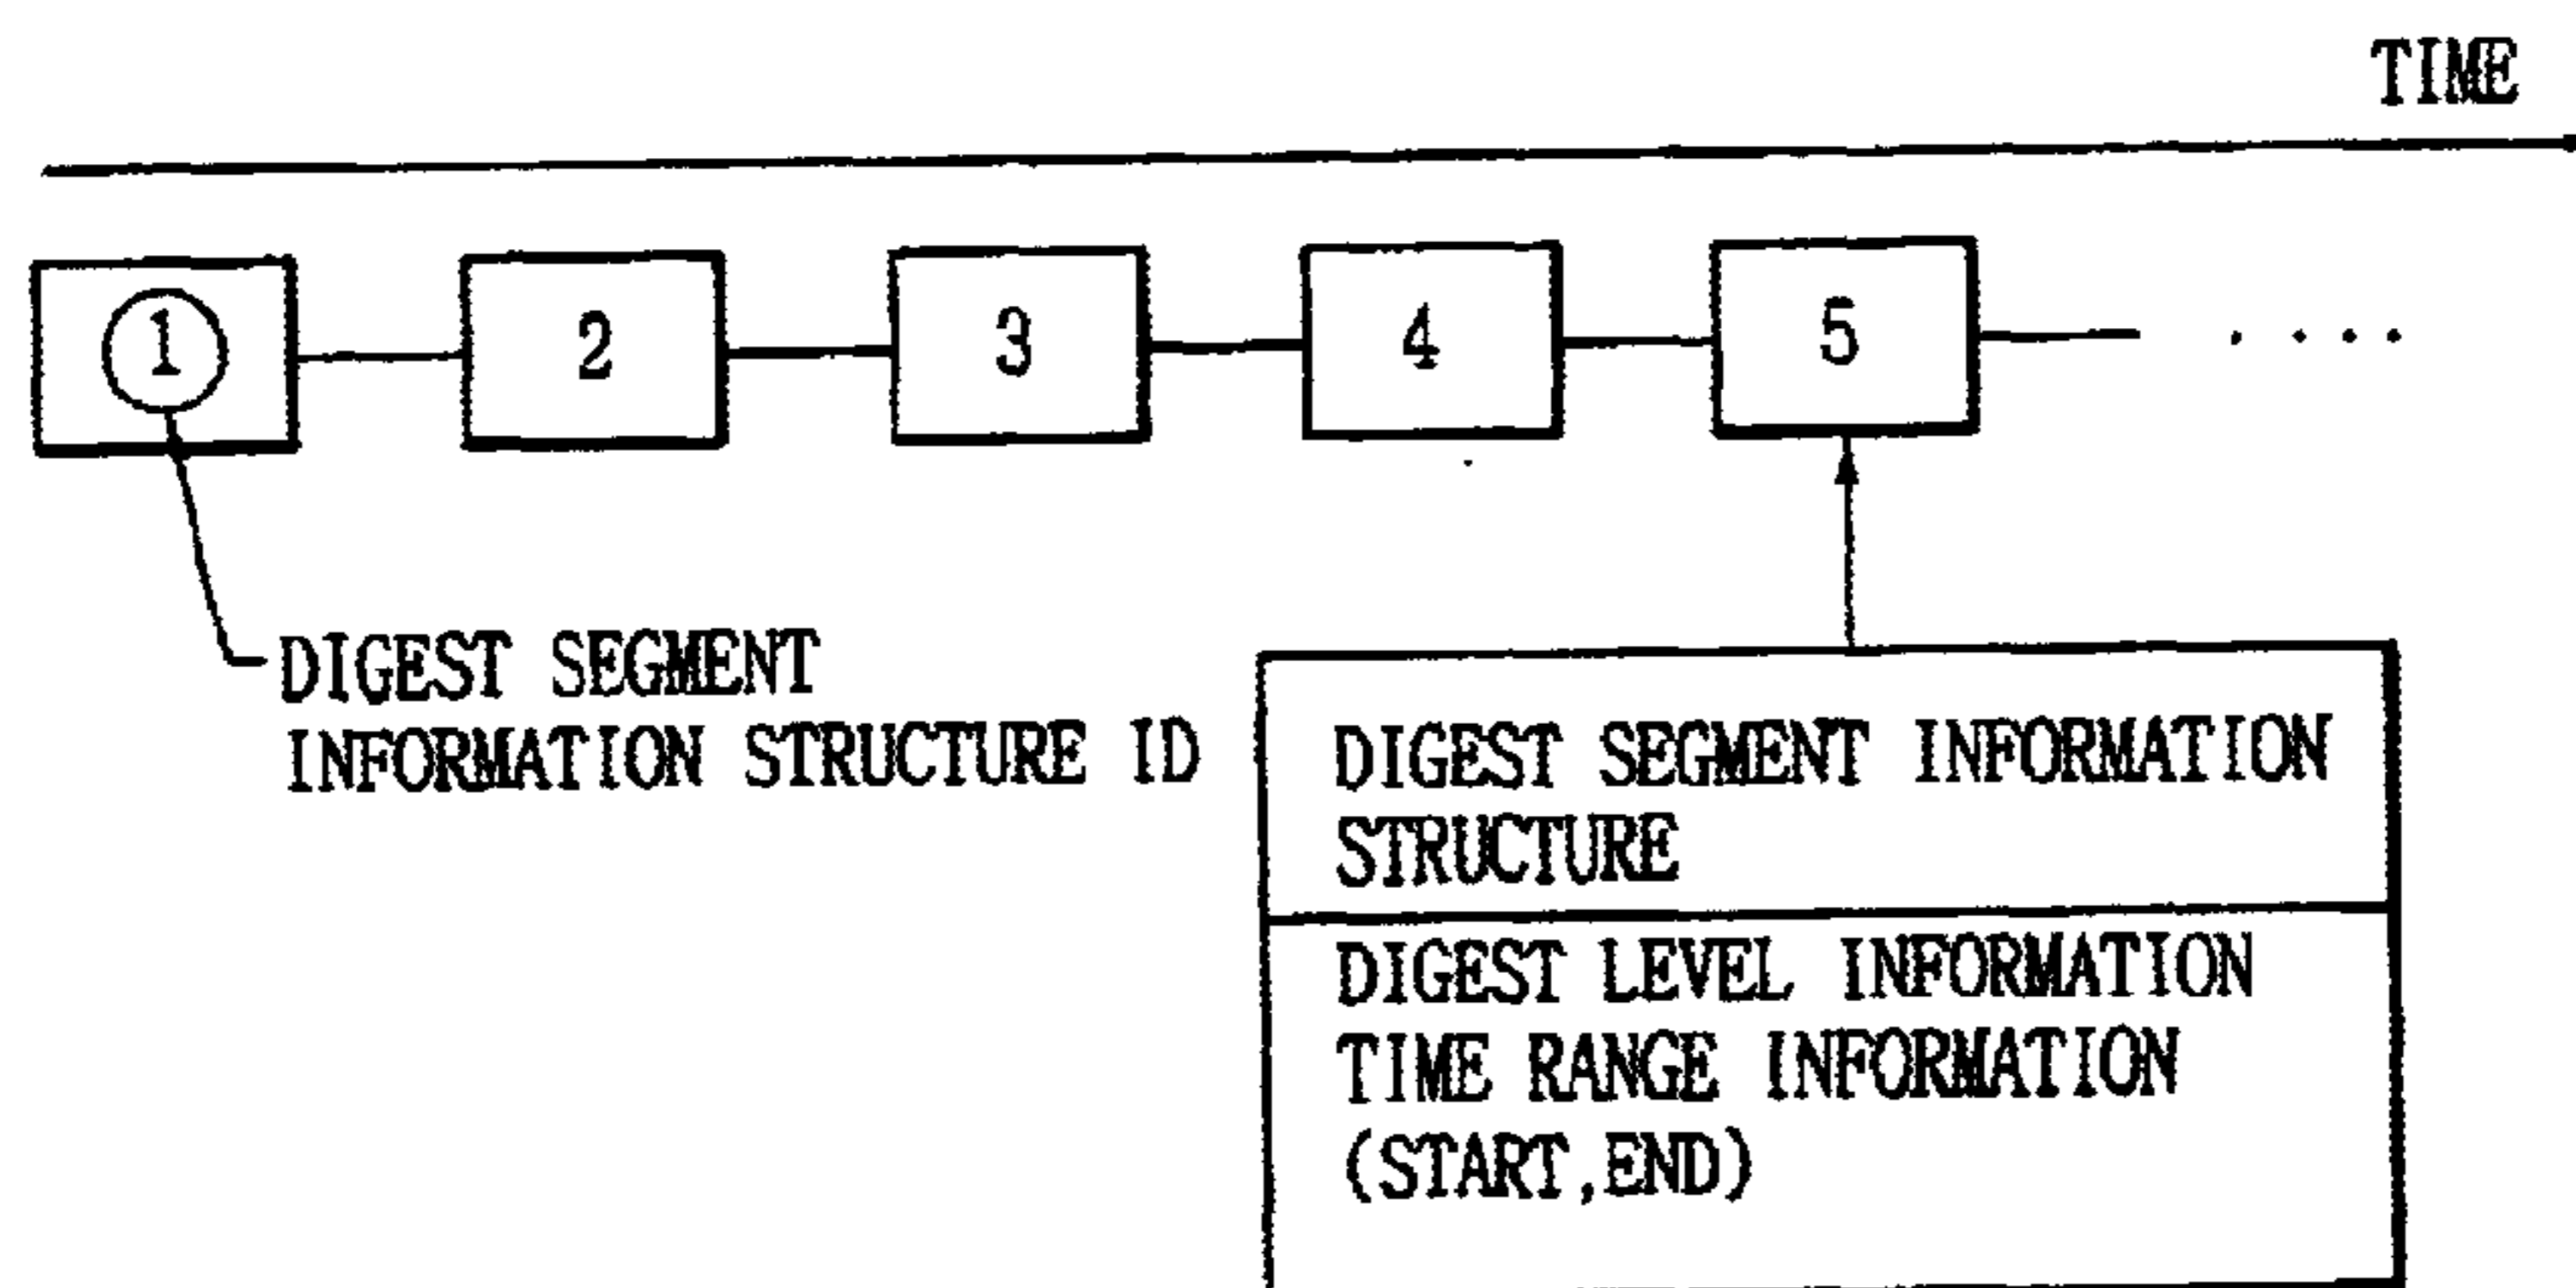 TIME
1
2
3
4
5
DIGEST SEGMENT
INFORMATION STRUCTURE ID
DIGEST SEGMENT INFORMATION
STRUCTURE
DIGEST LEVEL INFORMATION
TIME RANGE INFORMATION
(START,END)